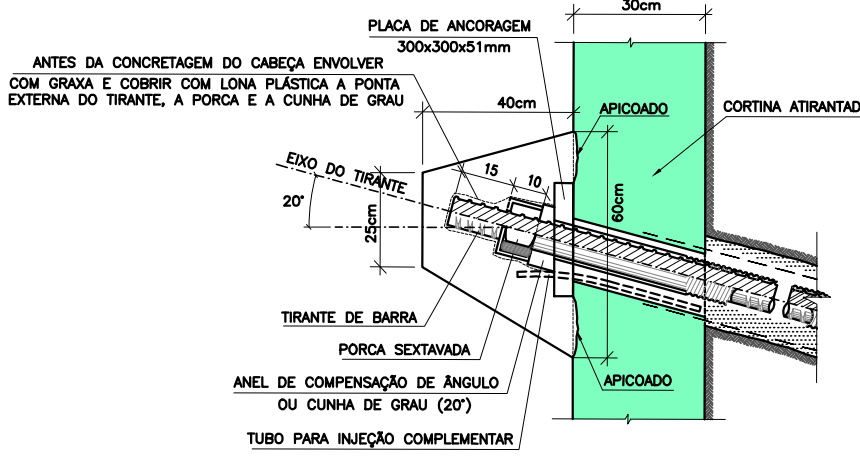 30cm
PLACA DE ANCORAGEM
300x300x51mm
ANTES DA CONCRETAGEM DO CABEÇA ENVOLVER
COM GRAXA E COBRIR COM LONA PLÁSTICA A PONTA
EXTERNA DO TIRANTE, A PORCA E A CUNHA DE GRAU
40cm
APICOADO
CORTINA ATIRANTAD
EIXO DO TIRANTE
15
10
20°
25cm
60cm
TIRANTE DE BARRA
PORCA SEXTAVADA
ANEL DE COMPENSAÇÃO DE ÂNGULO
OU CUNHA DE GRAU (20°)
APICOADO
TUBO PARA INJEÇÃO COMPLEMENTAR